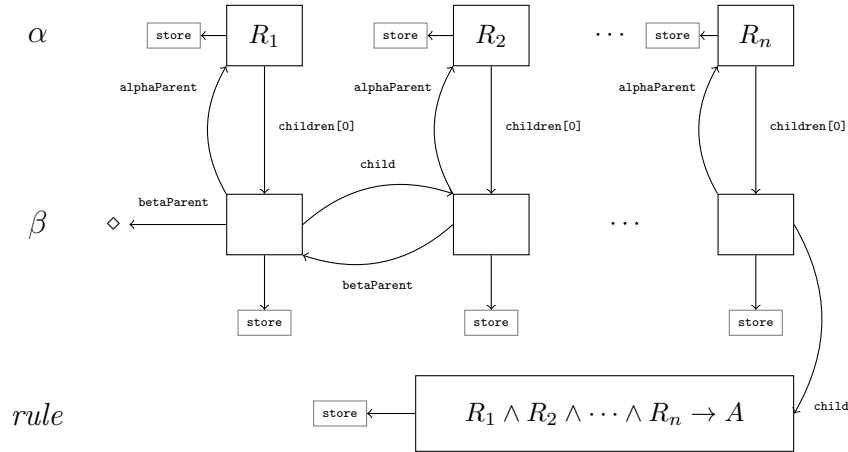 α store R₁ store R₂ ⋯ store Rₙ
alphaParent alphaParent alphaParent
children[0] children[0] children[0]
child
betaParent
β ◇ ⋯
betaParent
store store store
rule store R₁ ∧ R₂ ∧ ⋯ ∧ Rₙ → A child